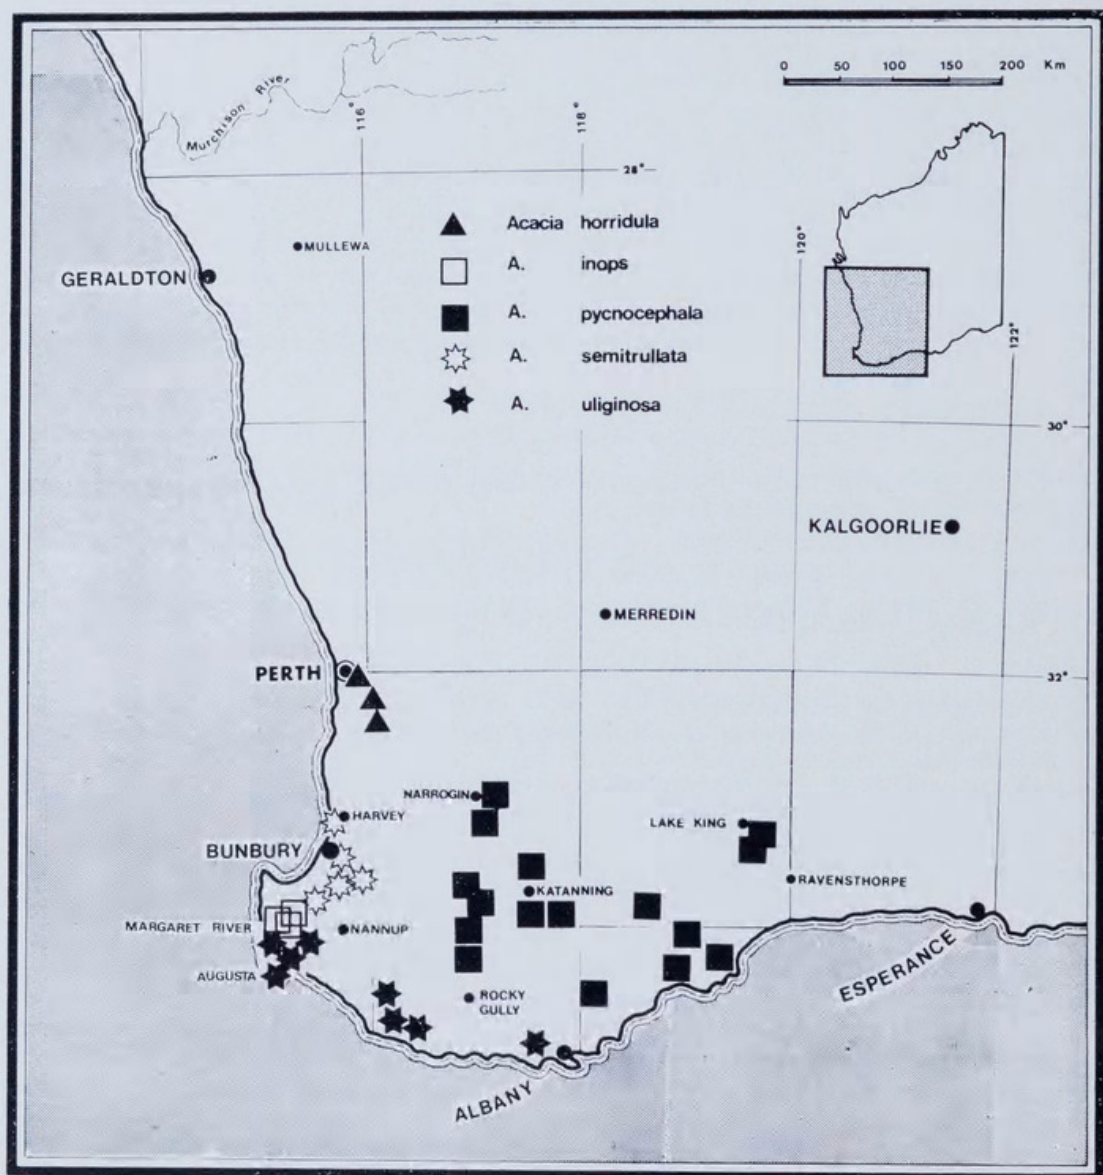 0 50 100 150 200 Km
Murchison River
116°
118°
28°
120°
122°
MULLEWA
GERALDTON
Acacia horridula
A. inops
A. pycnocephala
A. semitrullata
A. uliginosa
30°
KALGOORLIE
MERREDIN
PERTH
32°
NARROGIN
HARVEY
LAKE KING
BUNBURY
KATANNING
RAVENSTHORPE
MARGARET RIVER
NANNUP
AUGUSTA
ROCKY
GULLY
ESPERANCE
ALBANY